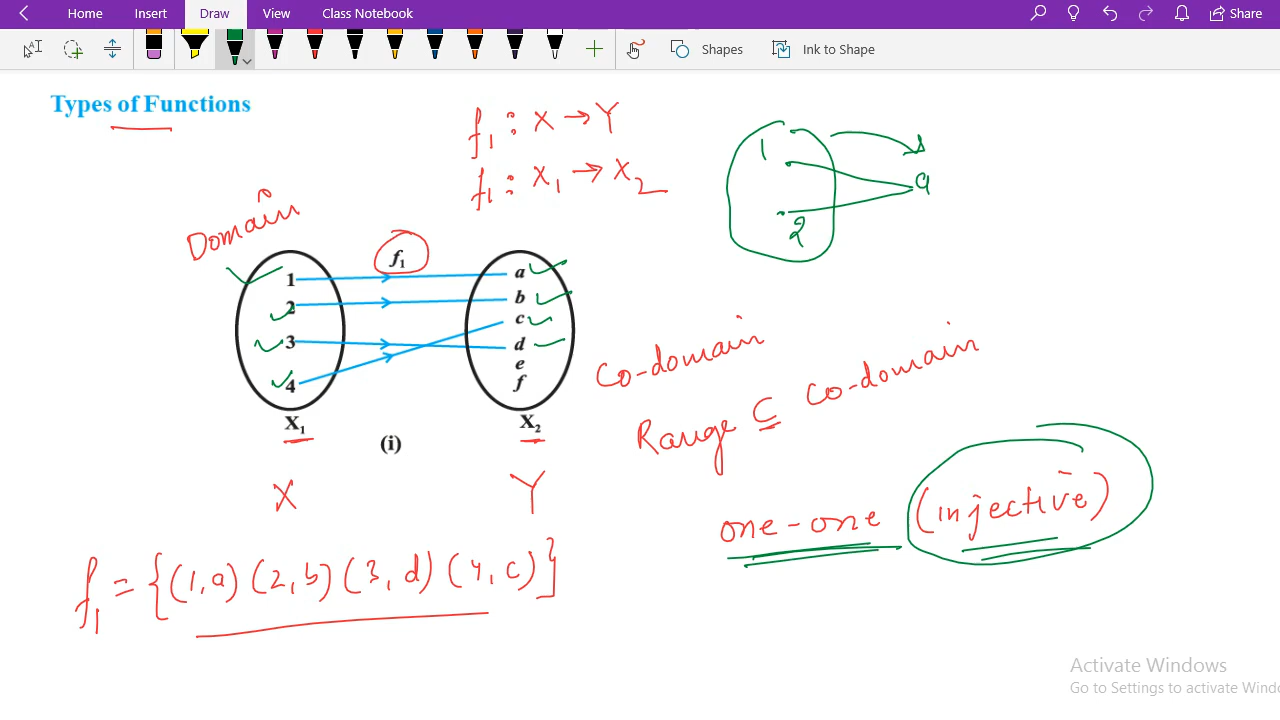 Home Insert Draw View Class Notebook Share
Shapes Ink to Shape
Types of Functions
f₁ : X → Y
f₁ : X₁ → X₂
1
a
2
Domain
f₁
1
2
3
4
a
b
c
d
e
f
X₁
(i)
X₂
Co-domain
Range ⊆ co-domain
X
Y
one-one (injective)
f₁ = {(1,a) (2,b) (3,d) (4,c)}
Activate Windows
Go to Settings to activate Windo